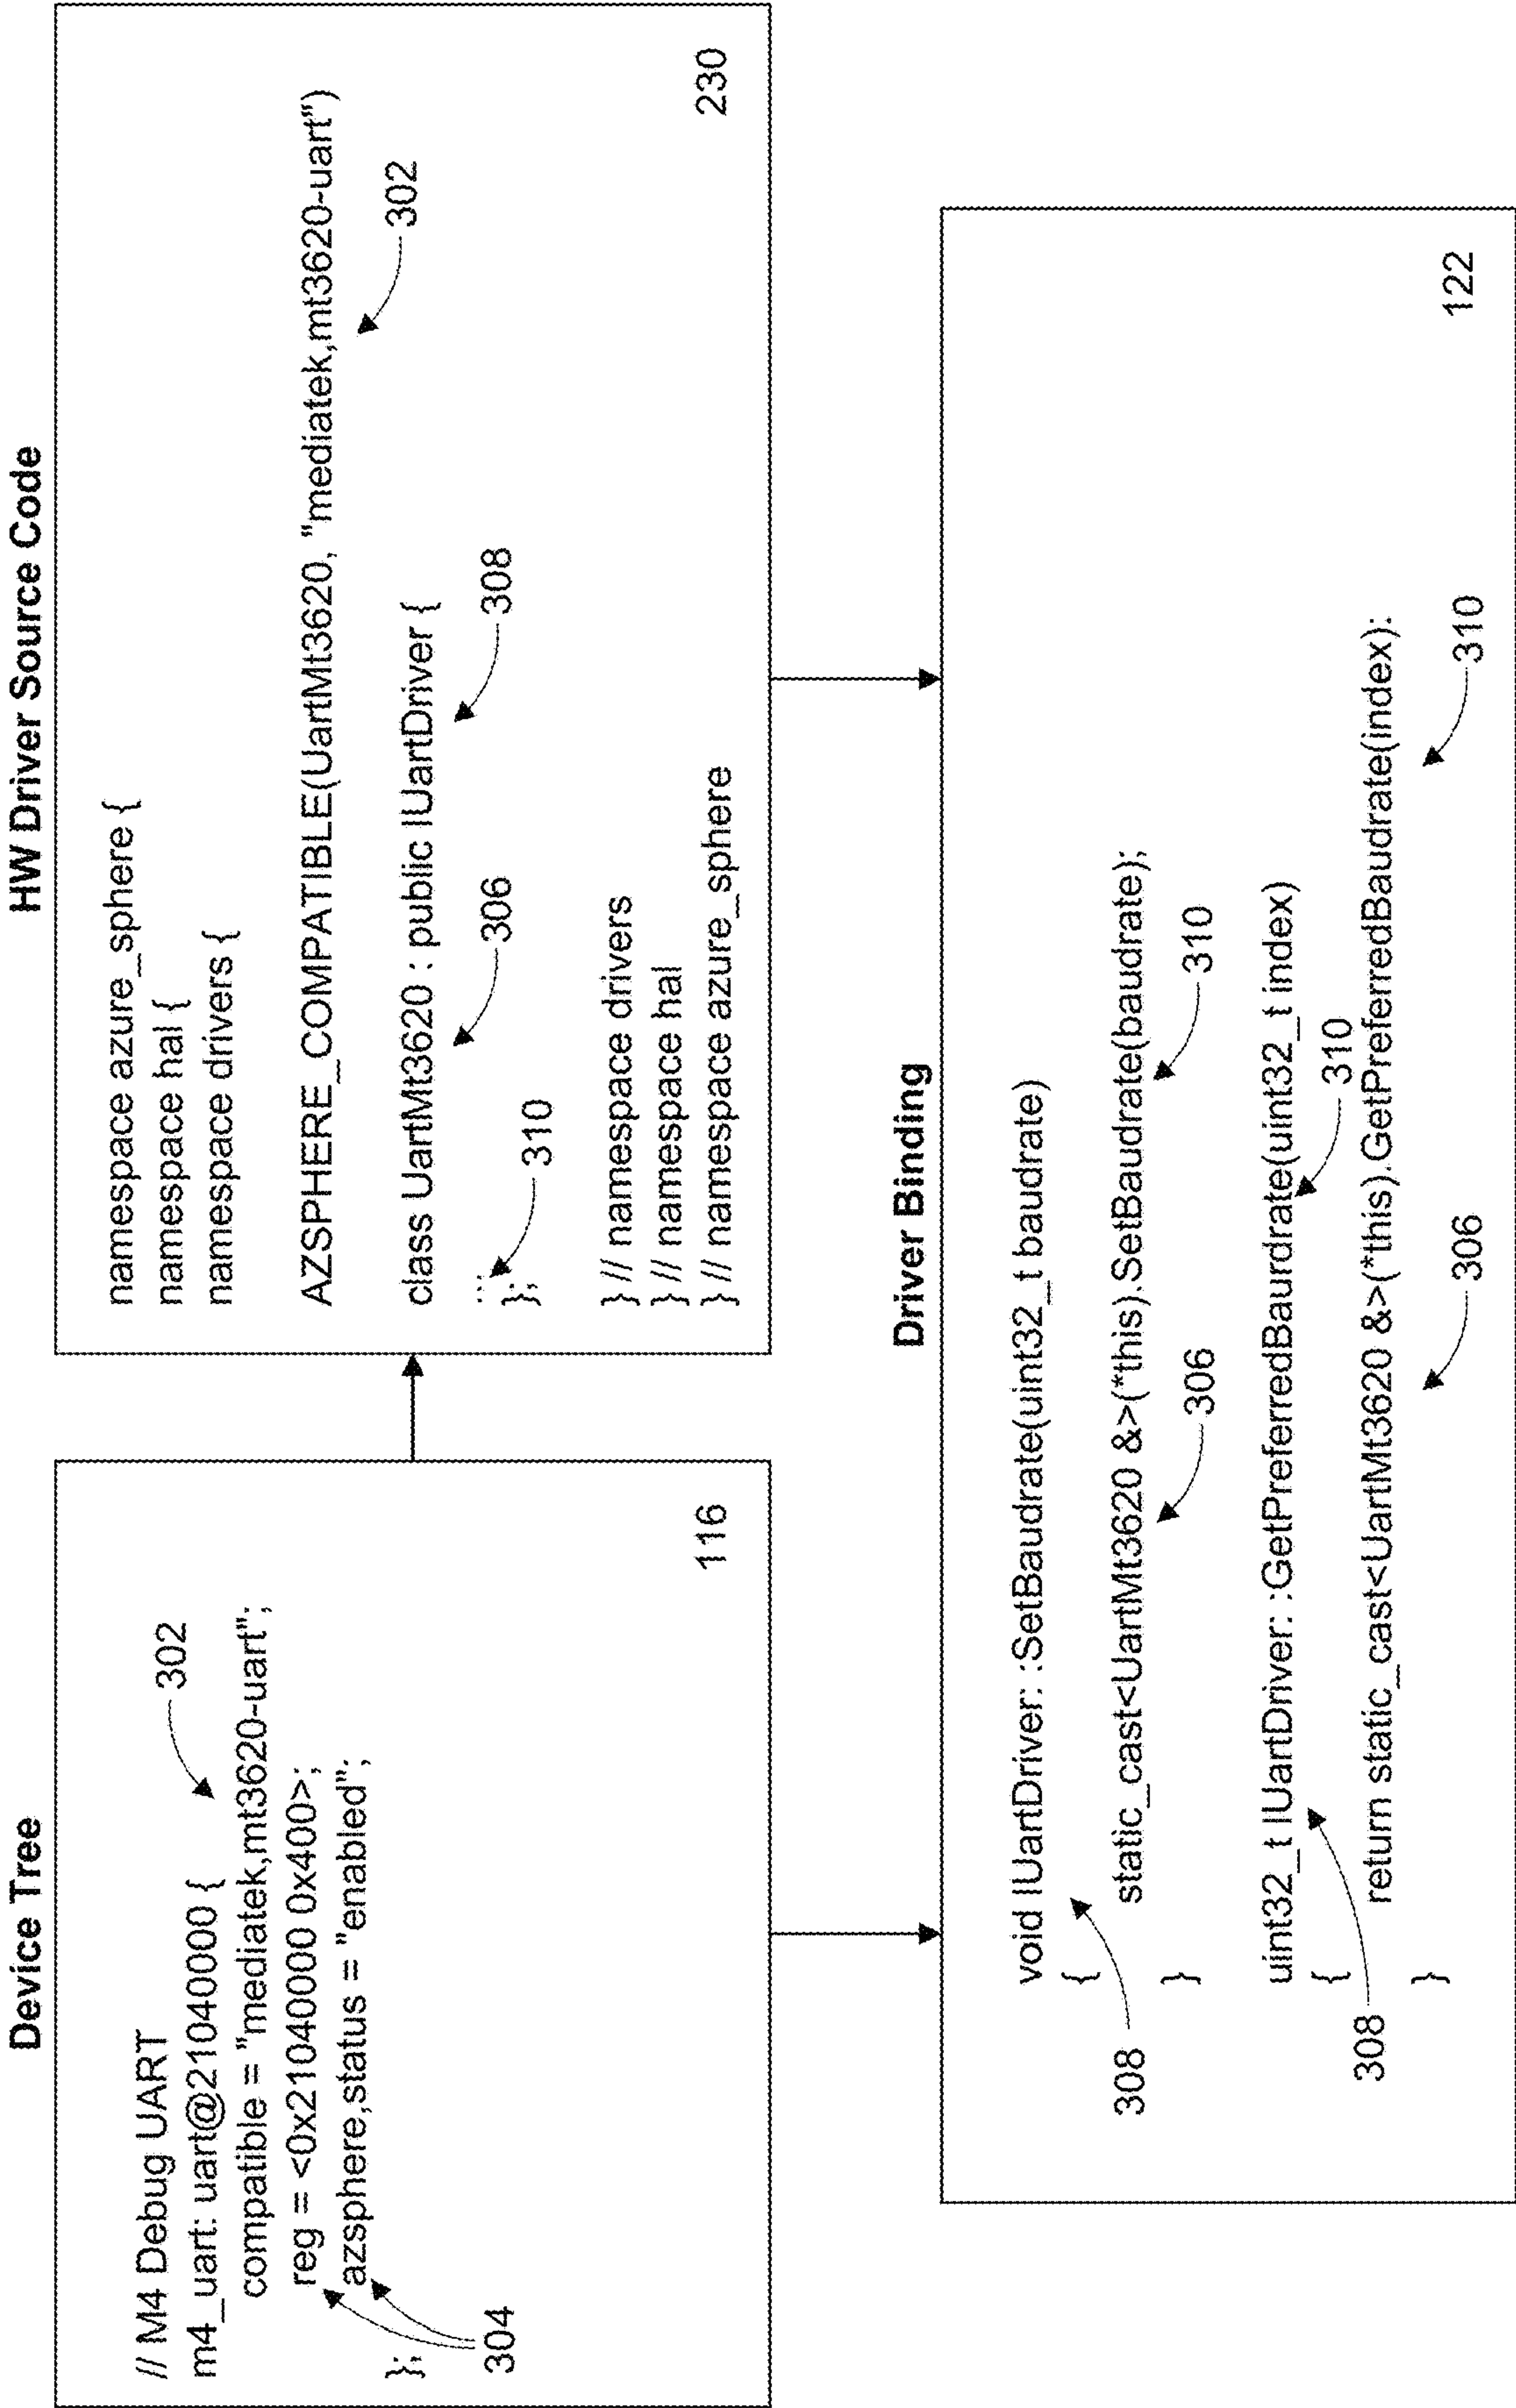 Device Tree
// M4 Debug UART
m4_uart: uart@21040000 {
compatible = "mediatek,mt3620-uart";
reg = <0x21040000 0x400>;
azsphere,status = "enabled";
};
302
304
116
HW Driver Source Code
namespace azure_sphere {
namespace hal {
namespace drivers {
AZSPHERE_COMPATIBLE(UartMt3620, "mediatek,mt3620-uart")
302
class UartMt3620 : public IUartDriver {
...
};
310
306
308
} // namespace drivers
} // namespace hal
} // namespace azure_sphere
230
Driver Binding
void IUartDriver: :SetBaudrate(uint32_t baudrate)
{
static_cast<UartMt3620 &>(*this).SetBaudrate(baudrate);
}
308
306
310
uint32_t IUartDriver: :GetPreferredBaurdrate(uint32_t index)
{
310
return static_cast<UartMt3620 &>(*this).GetPreferredBaudrate(index):
}
308
306
310
122